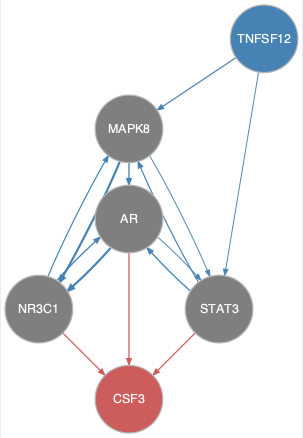 TNFSF12
MAPK8
AR
NR3C1
STAT3
CSF3